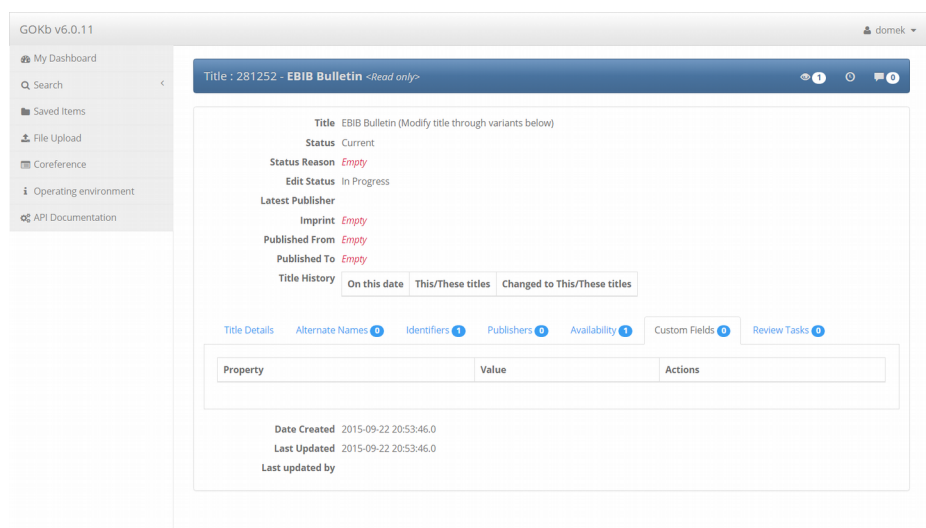 GOKb v6.0.11
domek
My Dashboard
Search
Saved Items
File Upload
Coreference
Operating environment
API Documentation
Title : 281252 - EBIB Bulletin <Read only>
1
0
Title EBIB Bulletin (Modify title through variants below)
Status Current
Status Reason Empty
Edit Status In Progress
Latest Publisher
Imprint Empty
Published From Empty
Published To Empty
Title History On this date This/These titles Changed to This/These titles
Title Details Alternate Names 0 Identifiers 1 Publishers 0 Availability 1 Custom Fields 0 Review Tasks 0
Property Value Actions
Date Created 2015-09-22 20:53:46.0
Last Updated 2015-09-22 20:53:46.0
Last updated by